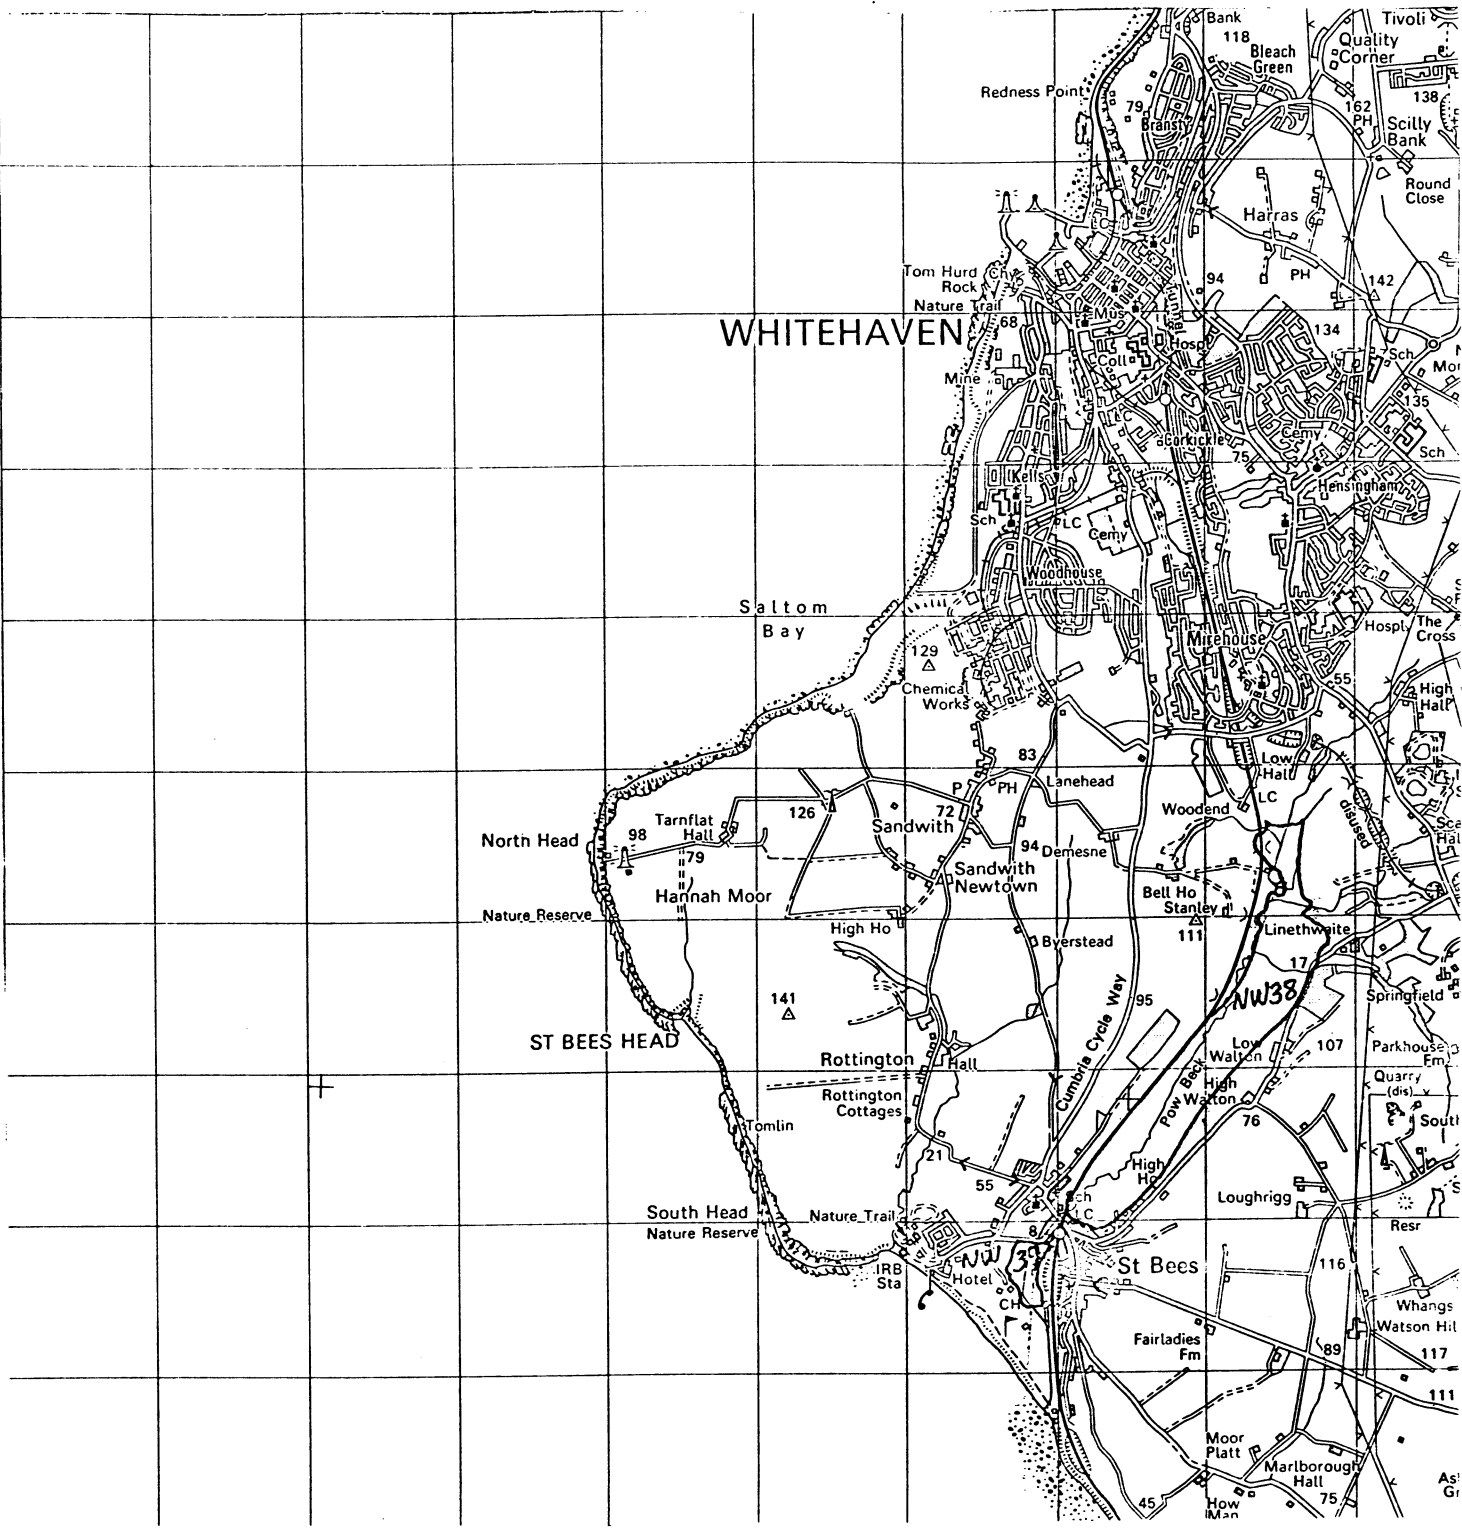 Bank
118
Tivoli
Quality
Corner
Bleach
Green
Redness Point
79
Bransty
162
PH
138
Scilly
Bank
Round
Close
Harras
PH
142
94
Tom Hurd
Rock
Nature Trail
68
WHITEHAVEN
Mus
Tunnel
Hospl
134
Coll
Sch
Mine
135
Corkickle
Cemy
75
Sch
Kells
Hensingham
Sch
LC
Cemy
Woodhouse
Saltom
Bay
Mirehouse
Hospl
The
Cross
129
Chemical
Works
55
High
Hall
83
Low
Hall
P
PH
Lanehead
LC
Woodend
disused
126
72
Sandwith
Tarnflat
Hall
North Head
98
79
94
Demesne
Sandwith
Newtown
Hannah Moor
Bell Ho
Stanley
111
Nature Reserve
High Ho
Byerstead
Linethwaite
17
NW38
Springfield
141
95
ST BEES HEAD
Cumbria Cycle Way
Rottington
Hall
Low
Walton
107
Parkhouse
Fm
Pow Beck
High
Walton
Quarry
(dis)
Rottington
Cottages
76
Tomlin
21
High
Ho
55
Sch
LC
Loughrigg
South Head
Nature Reserve
Nature Trail
8
Resr
IRB
Sta
NW 39
Hotel
St Bees
116
CH
Whangs
Watson Hil
Fairladies
Fm
89
117
111
Moor
Platt
Marlborough
Hall
75
45
How
Man